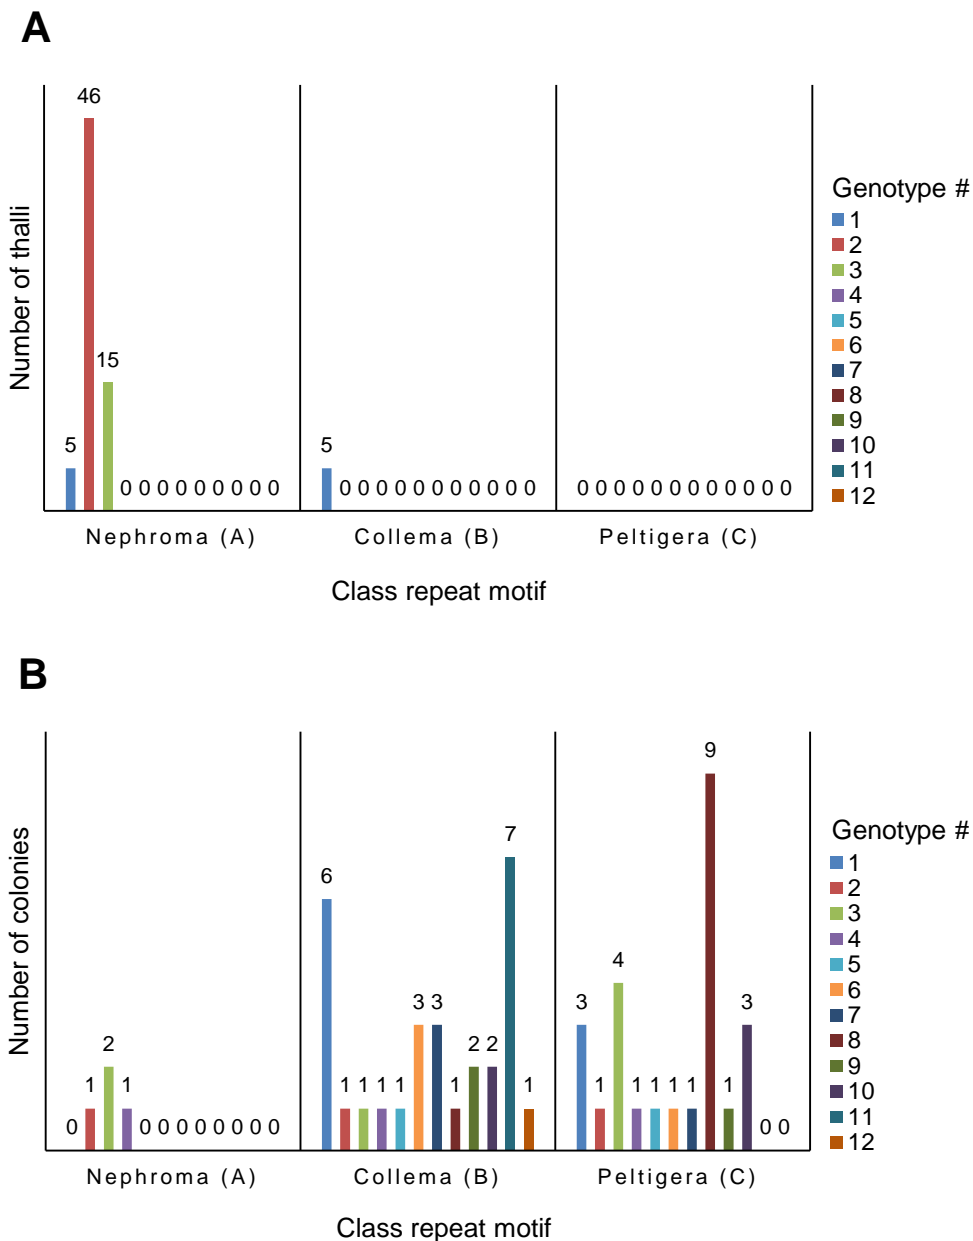 A
46
15
5
0 0 0 0 0 0 0 0 0
5
0 0 0 0 0 0 0 0 0 0 0
0 0 0 0 0 0 0 0 0 0 0 0
Number of thalli
Nephroma (A)
Collema (B)
Peltigera (C)
Class repeat motif
Genotype #
1
2
3
4
5
6
7
8
9
10
11
12
B
0
1
2
1
0 0 0 0 0 0 0 0
6
1 1 1 1
3 3
1
2 2
7
1
3
1
4
1 1 1 1
9
1
3
0 0
Number of colonies
Nephroma (A)
Collema (B)
Peltigera (C)
Class repeat motif
Genotype #
1
2
3
4
5
6
7
8
9
10
11
12